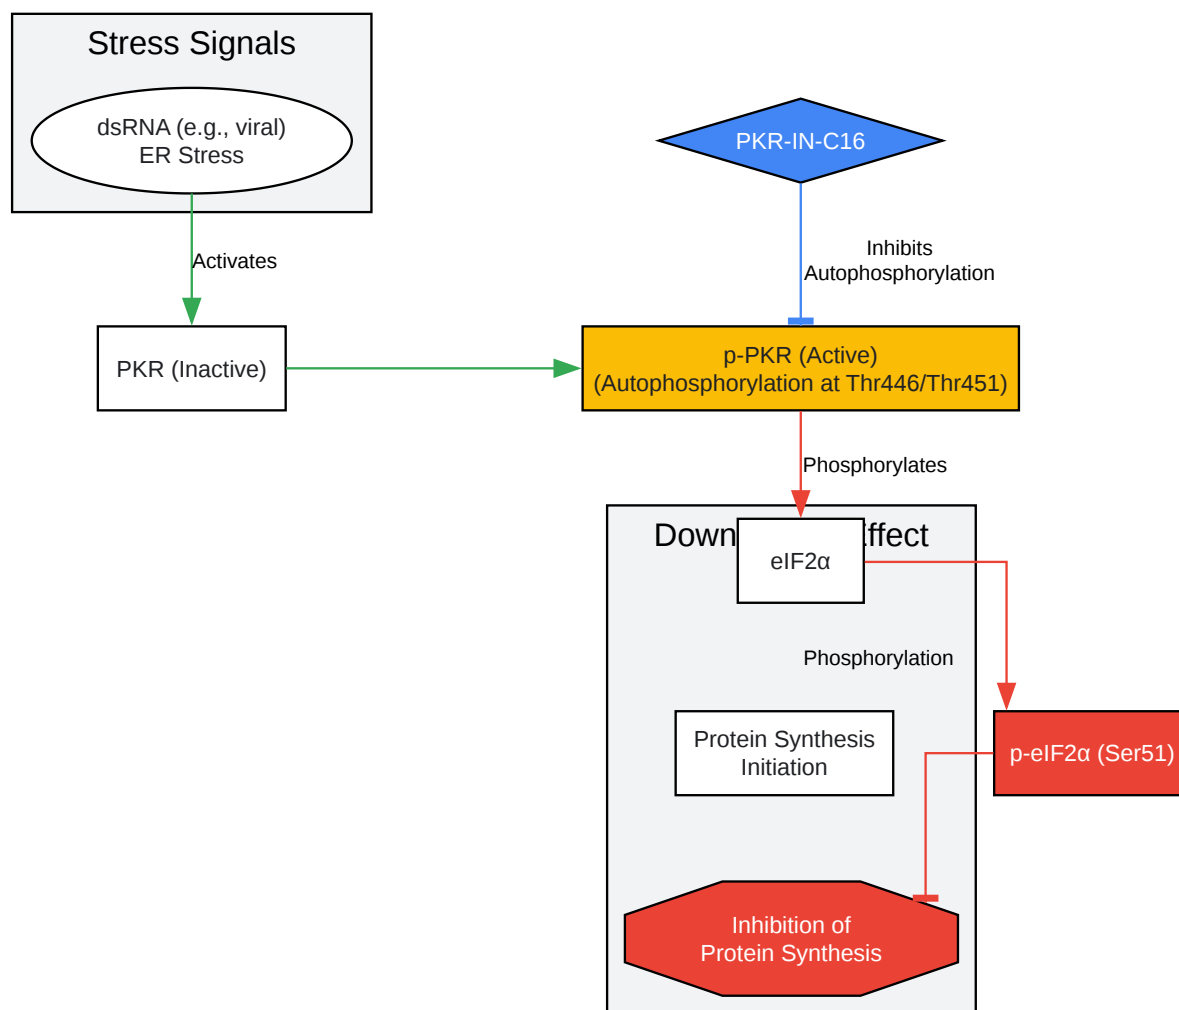 Stress Signals
dsRNA (e.g., viral)
ER Stress
PKR-IN-C16
Activates
Inhibits
Autophosphorylation
PKR (Inactive)
p-PKR (Active)
(Autophosphorylation at Thr446/Thr451)
Phosphorylates
Down ffect
eIF2α
Phosphorylation
Protein Synthesis
Initiation
p-eIF2α (Ser51)
Inhibition of
Protein Synthesis